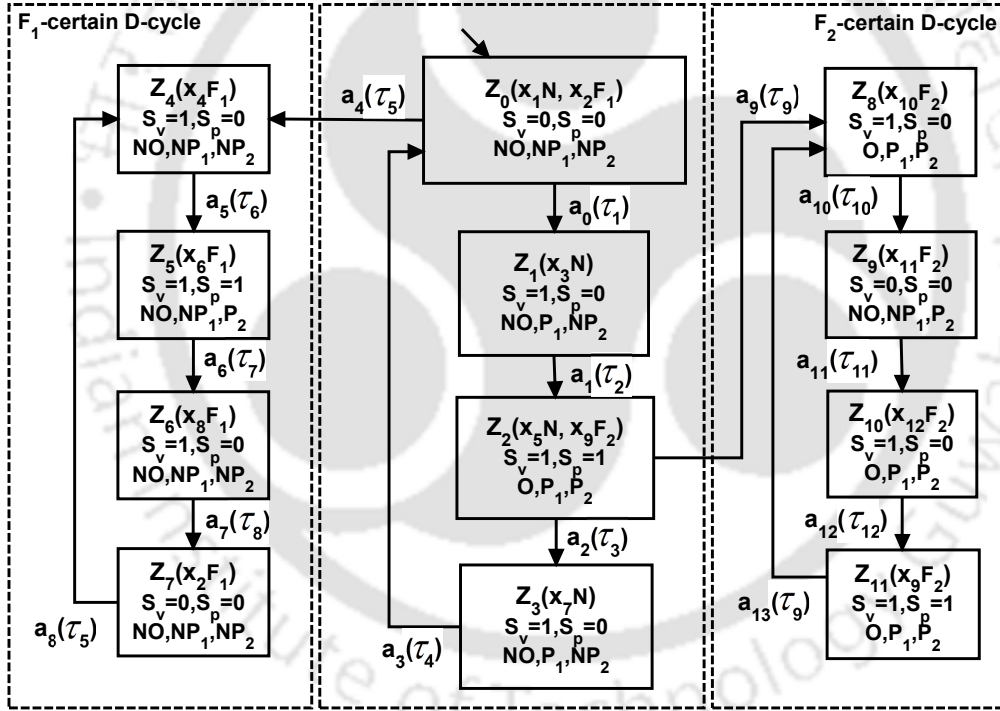 F₁-certain D-cycle
Z₄(x₄F₁)
Sᵥ=1,Sₚ=0
NO,NP₁,NP₂
a₅(τ₆)
Z₅(x₆F₁)
Sᵥ=1,Sₚ=1
NO,NP₁,P₂
a₆(τ₇)
Z₆(x₈F₁)
Sᵥ=1,Sₚ=0
NO,NP₁,NP₂
a₇(τ₈)
Z₇(x₂F₁)
Sᵥ=0,Sₚ=0
NO,NP₁,NP₂
a₈(τ₅)
a₄(τ₅)
Z₀(x₁N, x₂F₁)
Sᵥ=0,Sₚ=0
NO,NP₁,NP₂
a₀(τ₁)
Z₁(x₃N)
Sᵥ=1,Sₚ=0
NO,P₁,NP₂
a₁(τ₂)
Z₂(x₅N, x₉F₂)
Sᵥ=1,Sₚ=1
O,P₁,P₂
a₂(τ₃)
Z₃(x₇N)
Sᵥ=1,Sₚ=0
NO,P₁,NP₂
a₃(τ₄)
F₂-certain D-cycle
a₉(τ₉)
Z₈(x₁₀F₂)
Sᵥ=1,Sₚ=0
O,P₁,P₂
a₁₀(τ₁₀)
Z₉(x₁₁F₂)
Sᵥ=0,Sₚ=0
NO,NP₁,P₂
a₁₁(τ₁₁)
Z₁₀(x₁₂F₂)
Sᵥ=1,Sₚ=0
O,P₁,P₂
a₁₂(τ₁₂)
Z₁₁(x₉F₂)
Sᵥ=1,Sₚ=1
O,P₁,P₂
a₁₃(τ₉)
Indian Institute of Technology Guw